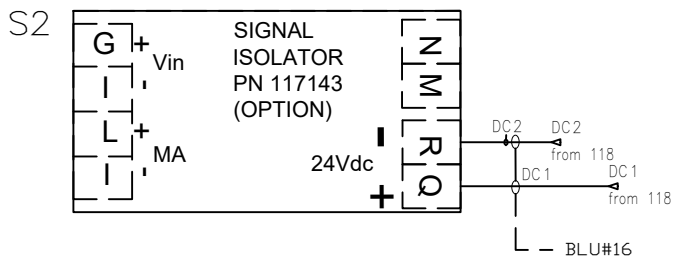 S2
G +
Vin
I -
L +
MA
I -
SIGNAL
ISOLATOR
PN 117143
(OPTION)
N
M
- R
24Vdc
+ Q
DC2
DC2
from 118
DC1
DC1
from 118
BLU#16